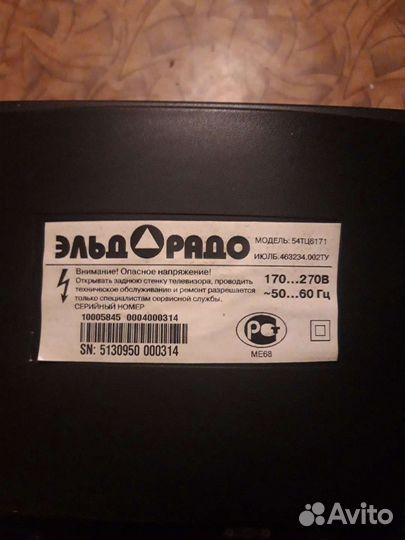 ЭЛЬДОРАДО
МОДЕЛЬ: 54ТЦ6171
ИЮЛБ.463234.002ТУ
Внимание! Опасное напряжение!
Открывать заднюю стенку телевизора, проводить
техническое обслуживание и ремонт разрешается
только специалистам сервисной службы.
СЕРИЙНЫЙ НОМЕР
170...270В
~50...60 Гц
10005845 0004000314
SN: 5130950 000314
РСТ
МЕ68
Avito